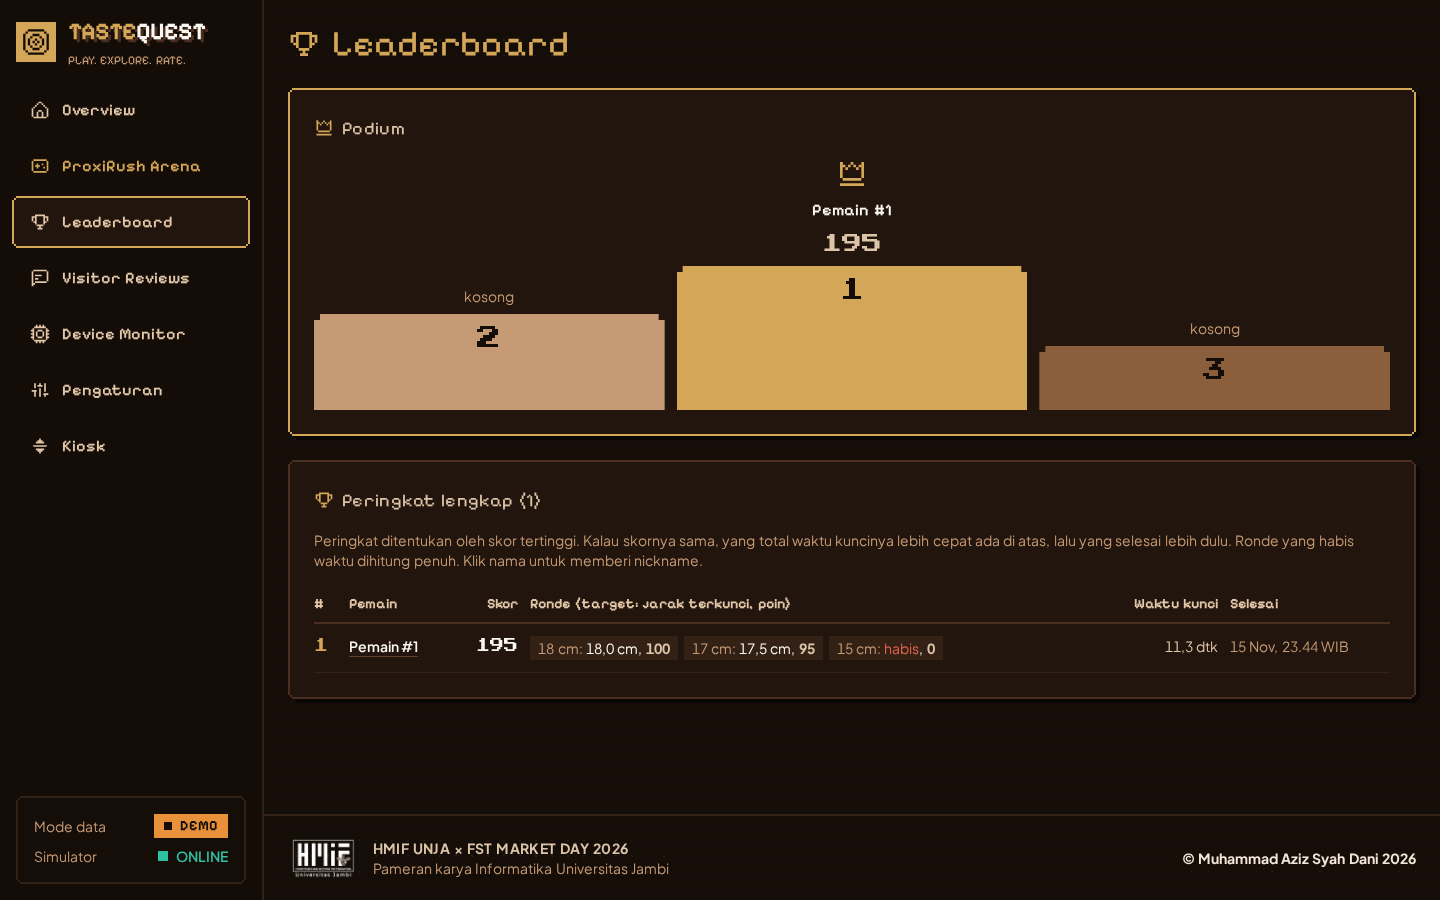 TASTEQUEST
PLAY. EXPLORE. RATE.
Overview
ProxiRush Arena
Leaderboard
Visitor Reviews
Device Monitor
Pengaturan
Kiosk
Mode data DEMO
Simulator ONLINE
Leaderboard
Podium
Pemain #1
195
1
kosong
2
kosong
3
Peringkat lengkap (1)
Peringkat ditentukan oleh skor tertinggi. Kalau skornya sama, yang total waktu kuncinya lebih cepat ada di atas, lalu yang selesai lebih dulu. Ronde yang habis
waktu dihitung penuh. Klik nama untuk memberi nickname.
# Pemain Skor Ronde (target: jarak terkunci, poin) Waktu kunci Selesai
1 Pemain #1 195 18 cm: 18,0 cm, 100 17 cm: 17,5 cm, 95 15 cm: habis, 0 11,3 dtk 15 Nov, 23.44 WIB
HMIF
Universitas Jambi
HMIF UNJA × FST MARKET DAY 2026
Pameran karya Informatika Universitas Jambi
© Muhammad Aziz Syah Dani 2026